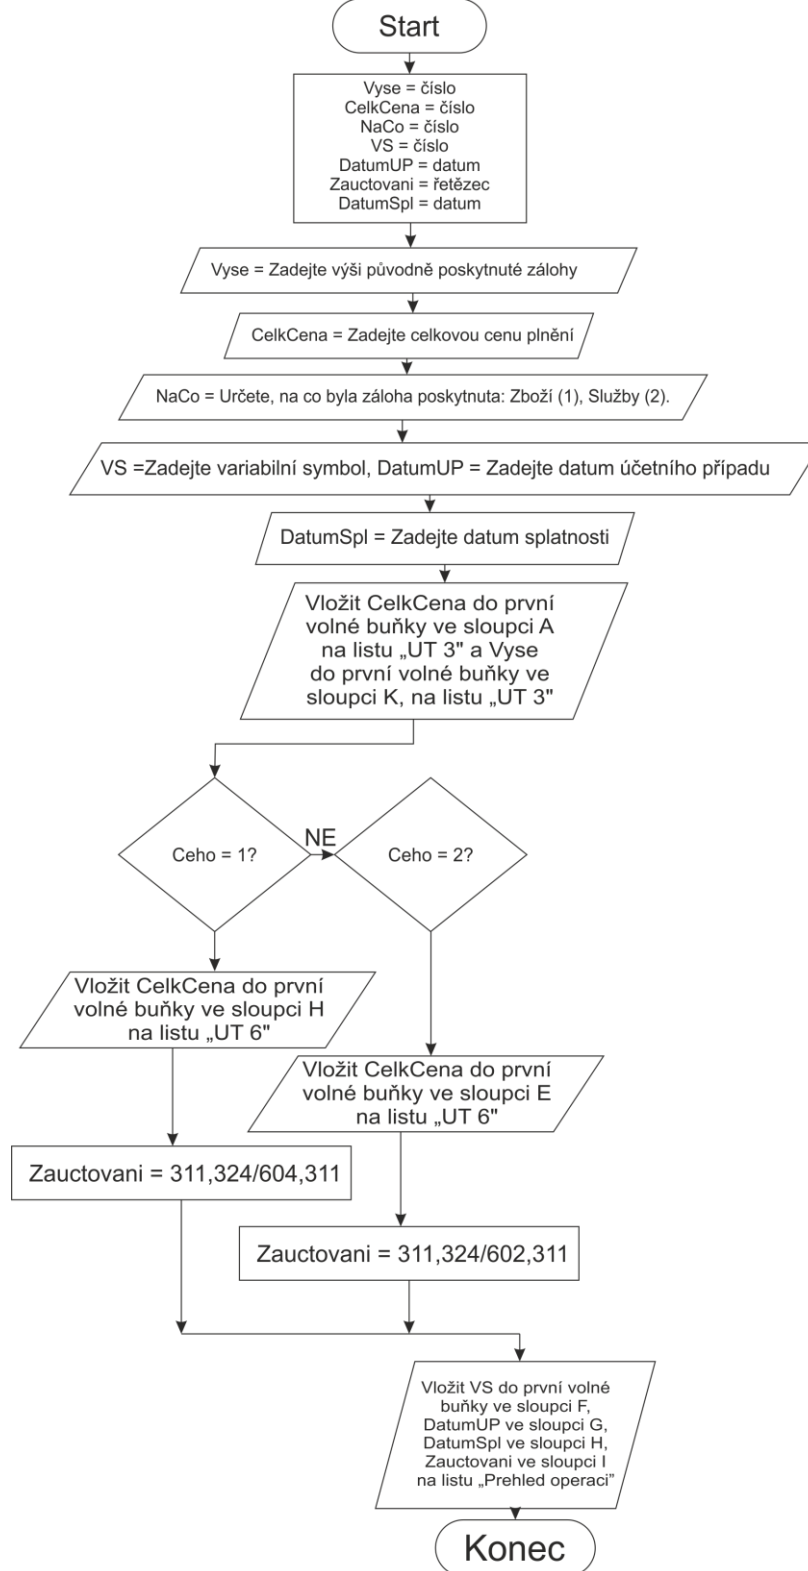 Start
Vyse = číslo
CelkCena = číslo
NaCo = číslo
VS = číslo
DatumUP = datum
Zauctovani = řetězec
DatumSpl = datum
Vyse = Zadejte výši původně poskytnuté zálohy
CelkCena = Zadejte celkovou cenu plnění
NaCo = Určete, na co byla záloha poskytnuta: Zboží (1), Služby (2).
VS =Zadejte variabilní symbol, DatumUP = Zadejte datum účetního případu
DatumSpl = Zadejte datum splatnosti
Vložit CelkCena do první
volné buňky ve sloupci A
na listu „UT 3" a Vyse
do první volné buňky ve
sloupci K, na listu „UT 3"
Ceho = 1?
NE
Ceho = 2?
Vložit CelkCena do první
volné buňky ve sloupci H
na listu „UT 6"
Vložit CelkCena do první
volné buňky ve sloupci E
na listu „UT 6"
Zauctovani = 311,324/604,311
Zauctovani = 311,324/602,311
Vložit VS do první volné
buňky ve sloupci F,
DatumUP ve sloupci G,
DatumSpl ve sloupci H,
Zauctovani ve sloupci I
na listu „Prehled operaci”
Konec